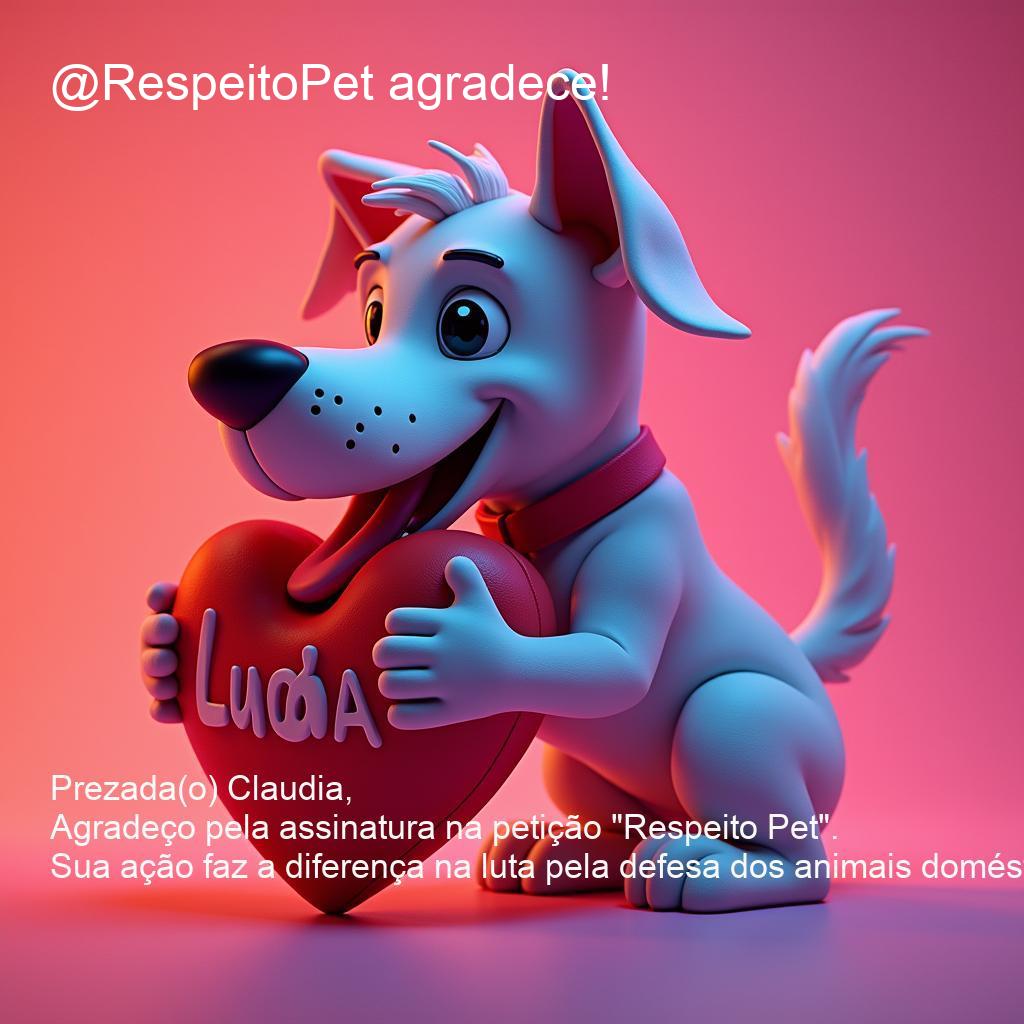 @RespeitoPet agradece!
Prezada(o) Claudia,
Agradeço pela assinatura na petição "Respeito Pet".
Sua ação faz a diferença na luta pela defesa dos animais domés